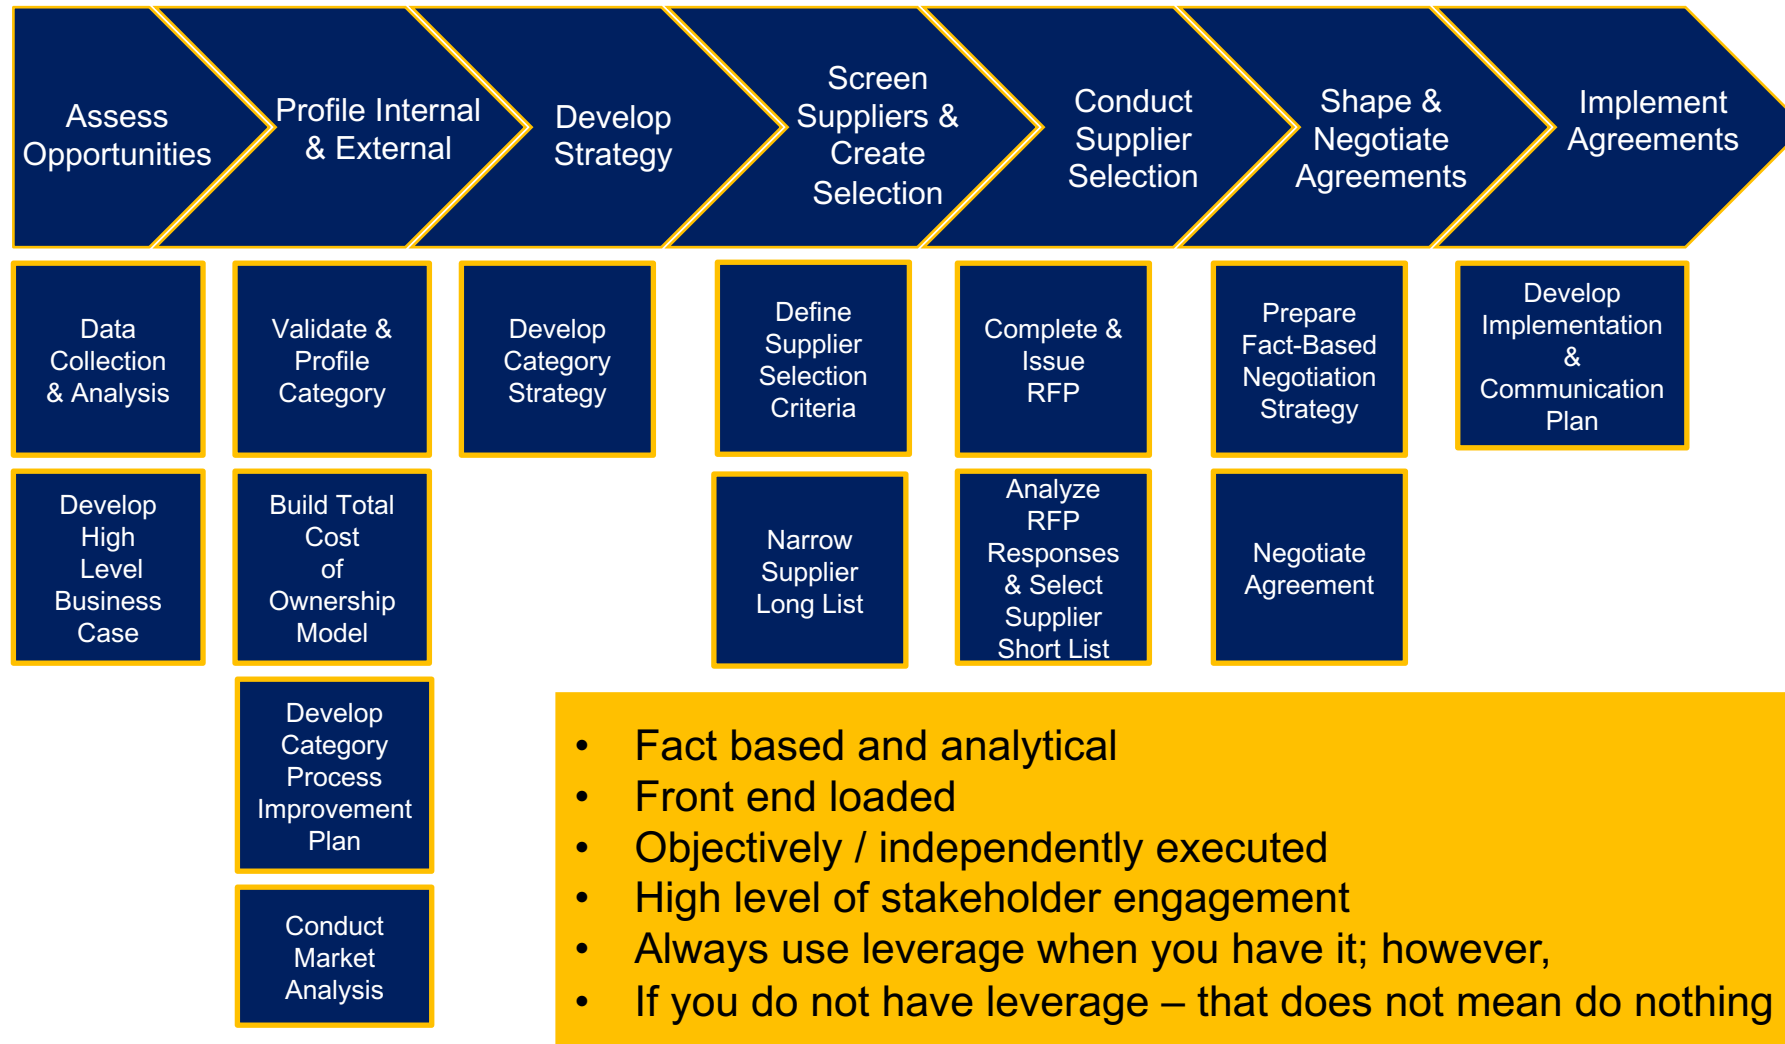 Assess
Opportunities
Profile Internal
& External
Develop
Strategy
Screen
Suppliers &
Create
Selection
Conduct
Supplier
Selection
Shape &
Negotiate
Agreements
Implement
Agreements
Data
Collection
& Analysis
Validate &
Profile
Category
Develop
Category
Strategy
Define
Supplier
Selection
Criteria
Complete &
Issue
RFP
Prepare
Fact-Based
Negotiation
Strategy
Develop
Implementation
&
Communication
Plan
Develop
High
Level
Business
Case
Build Total
Cost
of
Ownership
Model
Narrow
Supplier
Long List
Analyze
RFP
Responses
& Select
Supplier
Short List
Negotiate
Agreement
Develop
Category
Process
Improvement
Plan
Conduct
Market
Analysis
• Fact based and analytical
• Front end loaded
• Objectively / independently executed
• High level of stakeholder engagement
• Always use leverage when you have it; however,
• If you do not have leverage – that does not mean do nothing